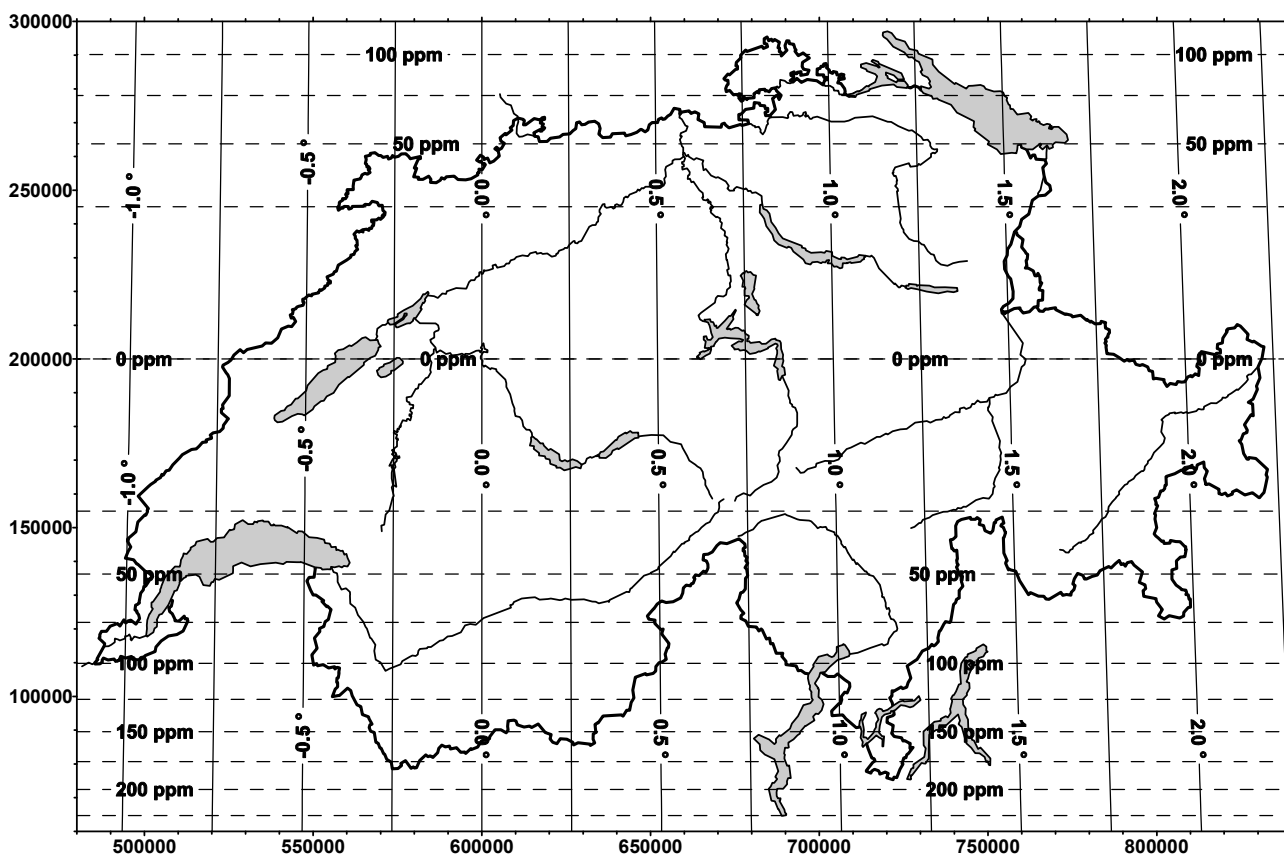 300000
100 ppm 100 ppm
50 ppm 50 ppm
-0.5 °
250000
-1.0 ° 0.0 ° 0.5 ° 1.0 ° 1.5 ° 2.0 °
200000
0 ppm 0 ppm 0 ppm 0 ppm
-1.0 ° -0.5 ° 0.0 ° 0.5 ° 1.0 1.5 ° 2.0 °
150000
50 ppm 50 ppm
100 ppm 100 ppm
100000
150 ppm 150 ppm
-0.5 ° 0.0 ° 0.5 ° 1.0 ° 1.5 ° 2.0 °
200 ppm 200 ppm
500000 550000 600000 650000 700000 750000 800000